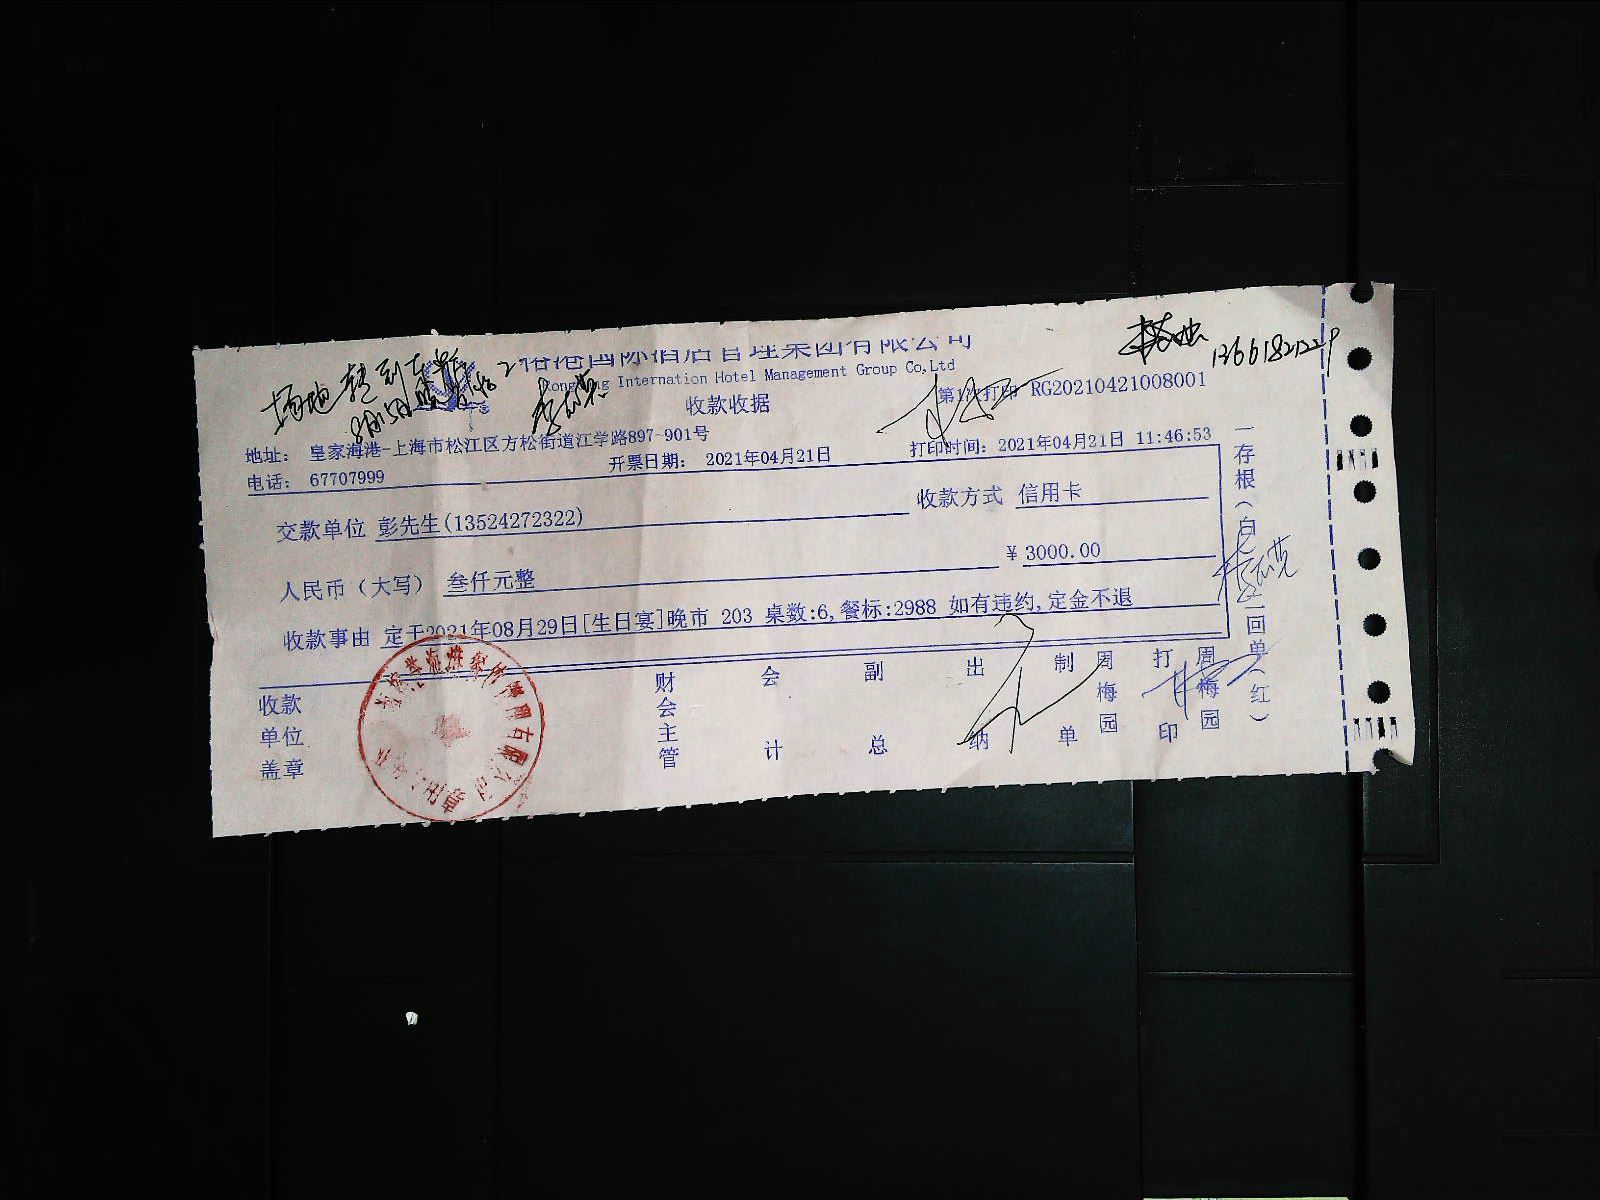 国际酒店管理集团有限公司
International Hotel Management Group Co,Ltd
收款收据
第1次打印 RG20210421008001
地址： 皇家海港-上海市松江区方松街道江学路897-901号
电话： 67707999
开票日期： 2021年04月21日
打印时间：2021年04月21日 11:46:53
交款单位 彭先生(13524272322)
收款方式 信用卡
人民币（大写） 叁仟元整
￥3000.00
收款事由 定于2021年08月29日[生日宴]晚市 203 桌数:6,餐标:2988 如有违约,定金不退
收款单位盖章
财会主管
会计
副总
出纳
制单
周梅园
打印
周梅园
一存根(白)
二回单(红)
场地转到